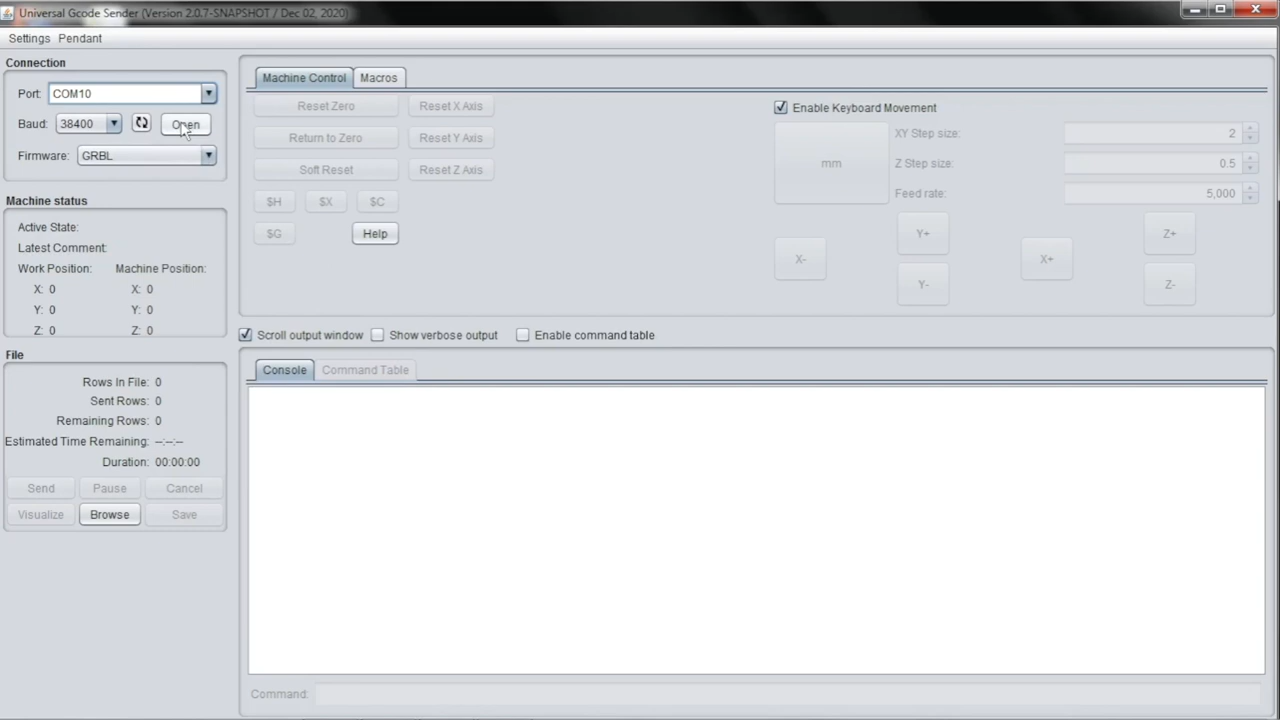 Universal Gcode Sender (Version 2.0.7-SNAPSHOT / Dec 02, 2020)
Settings Pendant
Connection
Port: COM10
Baud: 38400 Open
Firmware: GRBL
Machine status
Active State:
Latest Comment:
Work Position: Machine Position:
X: 0 X: 0
Y: 0 Y: 0
Z: 0 Z: 0
File
Rows In File: 0
Sent Rows: 0
Remaining Rows: 0
Estimated Time Remaining: --:--:--
Duration: 00:00:00
Send Pause Cancel
Visualize Browse Save
Machine Control Macros
Reset Zero Reset X Axis
Return to Zero Reset Y Axis
Soft Reset Reset Z Axis
$H $X $C
$G Help
Enable Keyboard Movement
mm
XY Step size: 2
Z Step size: 0.5
Feed rate: 5,000
Y+ Z+
X- X+
Y- Z-
Scroll output window Show verbose output Enable command table
Console Command Table
Command: